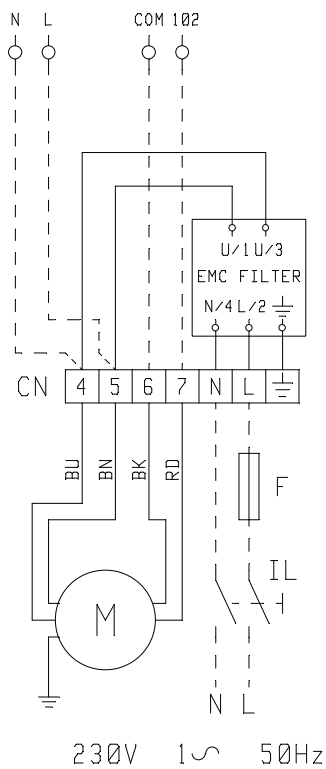 N L COM 102
U/1 U/3
EMC FILTER
N/4 L/2
CN 4 5 6 7 N L
BU BN BK RD
F
IL
M
N L
230V 1~ 50Hz